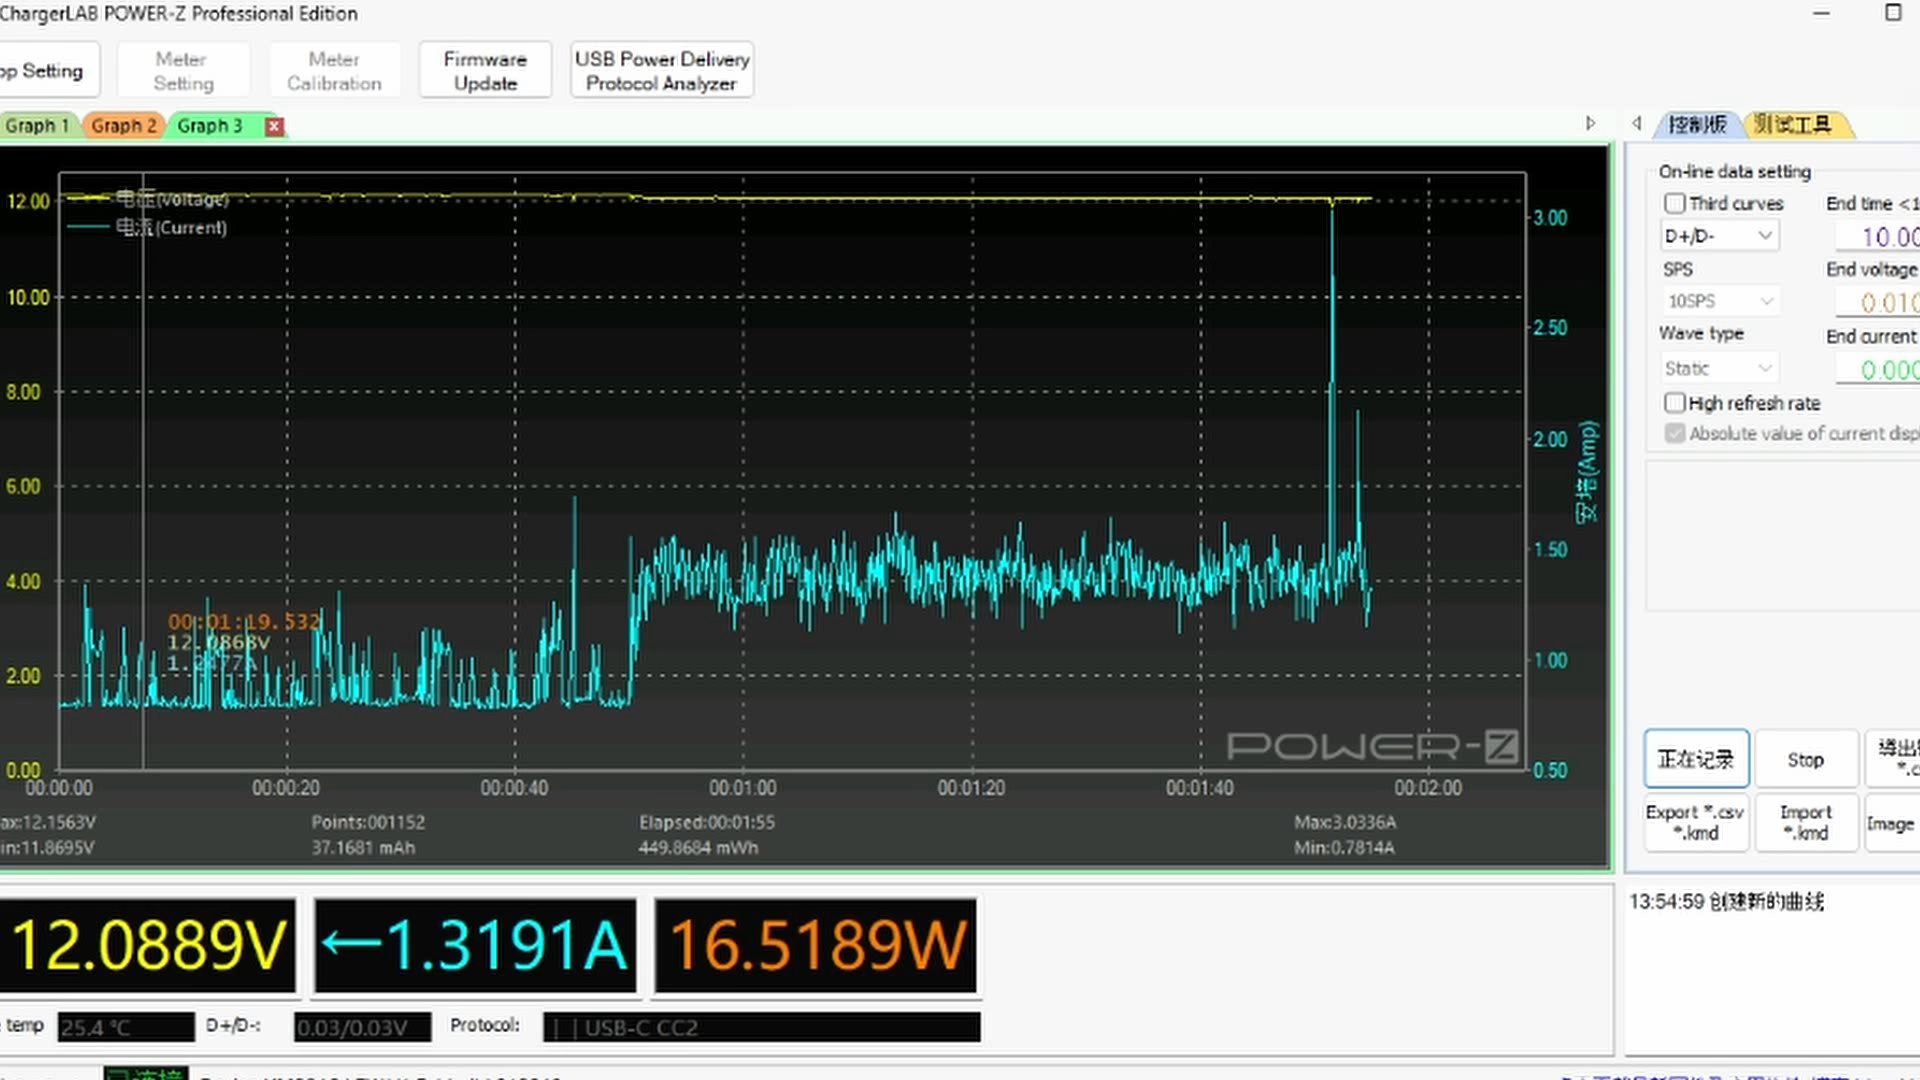 ChargerLAB POWER-Z Professional Edition
pp Setting
Meter Setting
Meter Calibration
Firmware Update
USB Power Delivery Protocol Analyzer
Graph 1
Graph 2
Graph 3
控制板
测试工具
电压(Voltage)
电流(Current)
12.00
10.00
8.00
6.00
4.00
2.00
0.00
3.00
2.50
2.00
1.50
1.00
0.50
安培(Amp)
00:01:19.532
12.0868V
1.2477A
POWER-Z
00:00:00
00:00:20
00:00:40
00:01:00
00:01:20
00:01:40
00:02:00
ax:12.1563V
Points:001152
Elapsed:00:01:55
Max:3.0336A
in:11.8695V
37.1681 mAh
449.8684 mWh
Min:0.7814A
On-line data setting
Third curves
End time <1
D+/D-
10.00
SPS
End voltage
10SPS
0.010
Wave type
End current
Static
0.000
High refresh rate
Absolute value of current disp
正在记录
Stop
導出
*.c
Export *.csv *.kmd
Import *.kmd
Image
13:54:59 创建新的曲线
12.0889V
←1.3191A
16.5189W
temp
25.4 ℃
D+/D-:
0.03/0.03V
Protocol:
| | USB-C CC2